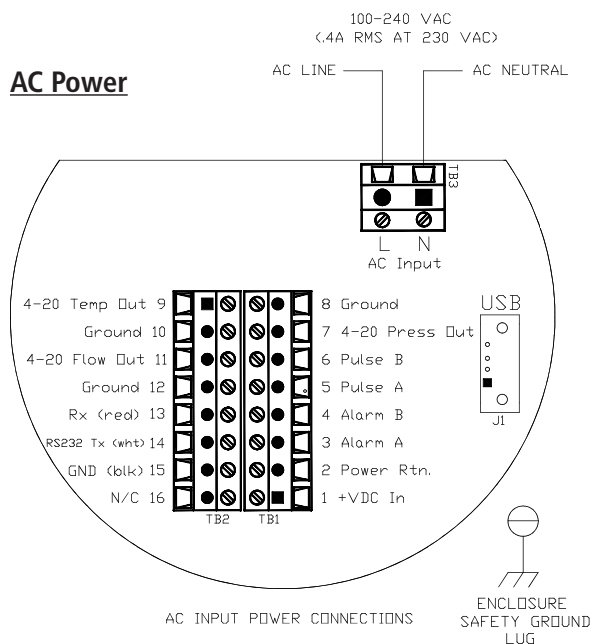 100-240 VAC
(.4A RMS AT 230 VAC)
AC Power
AC LINE
AC NEUTRAL
TB3
L N
AC Input
4-20 Temp Out 9
Ground 10
4-20 Flow Out 11
Ground 12
Rx (red) 13
RS232 Tx (wht) 14
GND (blk) 15
N/C 16
TB2 TB1
8 Ground
7 4-20 Press Out
6 Pulse B
5 Pulse A
4 Alarm B
3 Alarm A
2 Power Rtn.
1 +VDC In
USB
J1
ENCLOSURE
SAFETY GROUND
LUG
AC INPUT POWER CONNECTIONS